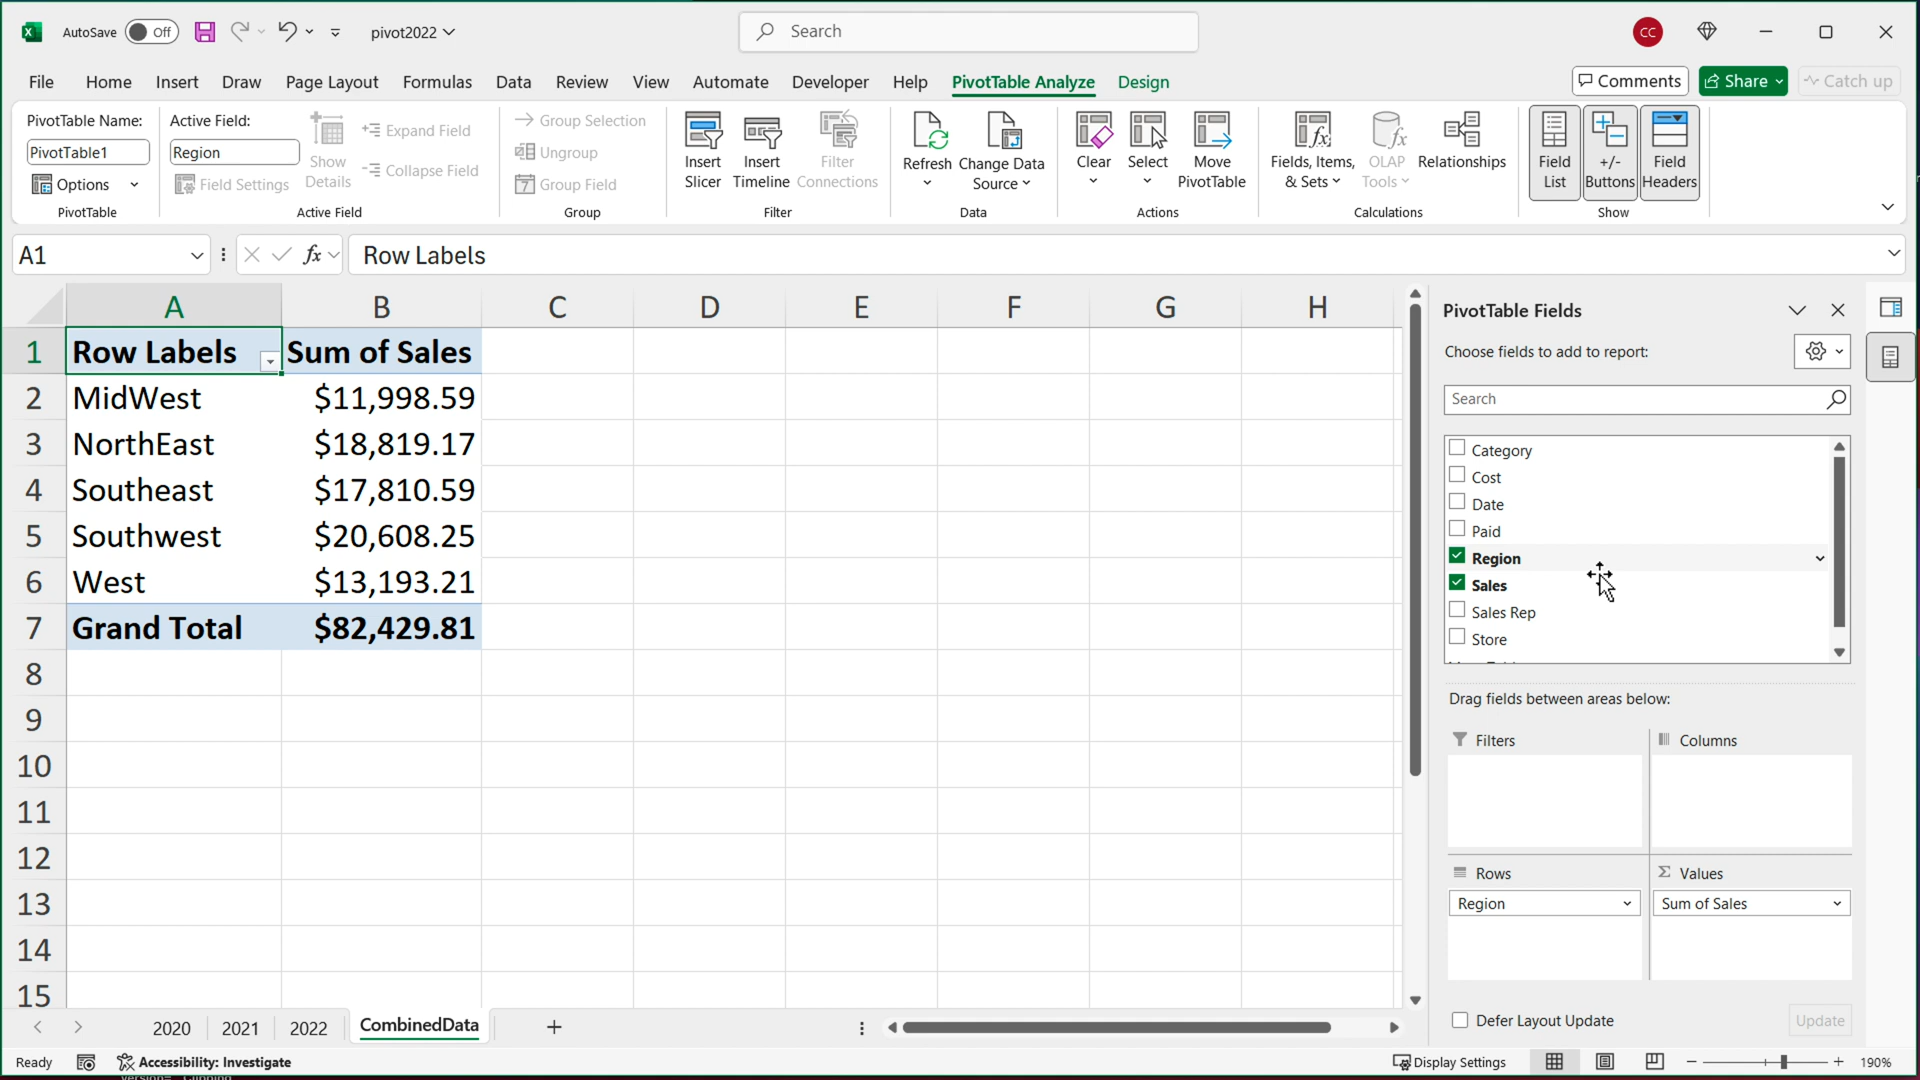 AutoSave Off pivot2022 Search CC
File Home Insert Draw Page Layout Formulas Data Review View Automate Developer Help PivotTable Analyze Design Comments Share Catch up
PivotTable Name:
PivotTable1
Options
PivotTable
Active Field:
Region
Field Settings
Show
Details
Expand Field
Collapse Field
Active Field
Group Selection
Ungroup
7 Group Field
Group
Insert
Slicer
Insert
Timeline
Filter
Connections
Filter
Refresh
Change Data
Source
Data
Clear
Select
Move
PivotTable
Actions
Fields, Items,
& Sets
OLAP
Tools
Relationships
Calculations
Field
List
+/-
Buttons
Field
Headers
Show
A1 fx Row Labels
A B C D E F G H
1 Row Labels Sum of Sales
2 MidWest $11,998.59
3 NorthEast $18,819.17
4 Southeast $17,810.59
5 Southwest $20,608.25
6 West $13,193.21
7 Grand Total $82,429.81
8
9
10
11
12
13
14
15
PivotTable Fields
Choose fields to add to report:
Search
Category
Cost
Date
Paid
Region
Sales
Sales Rep
Store
Drag fields between areas below:
Filters
Columns
Rows
Region
Σ Values
Sum of Sales
Defer Layout Update Update
2020 2021 2022 CombinedData
Ready Accessibility: Investigate Display Settings 190%